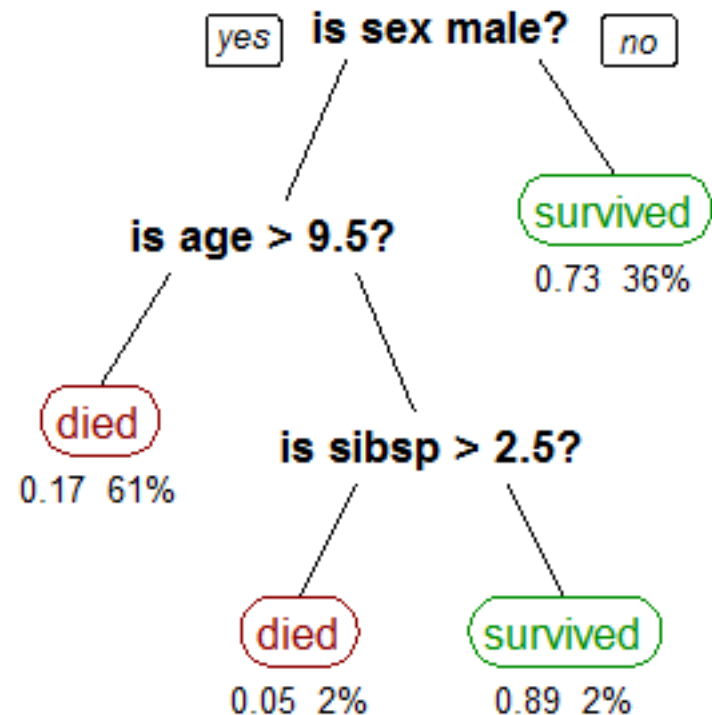 yes is sex male? no
survived
is age > 9.5?
0.73 36%
died
is sibsp > 2.5?
0.17 61%
died survived
0.05 2% 0.89 2%